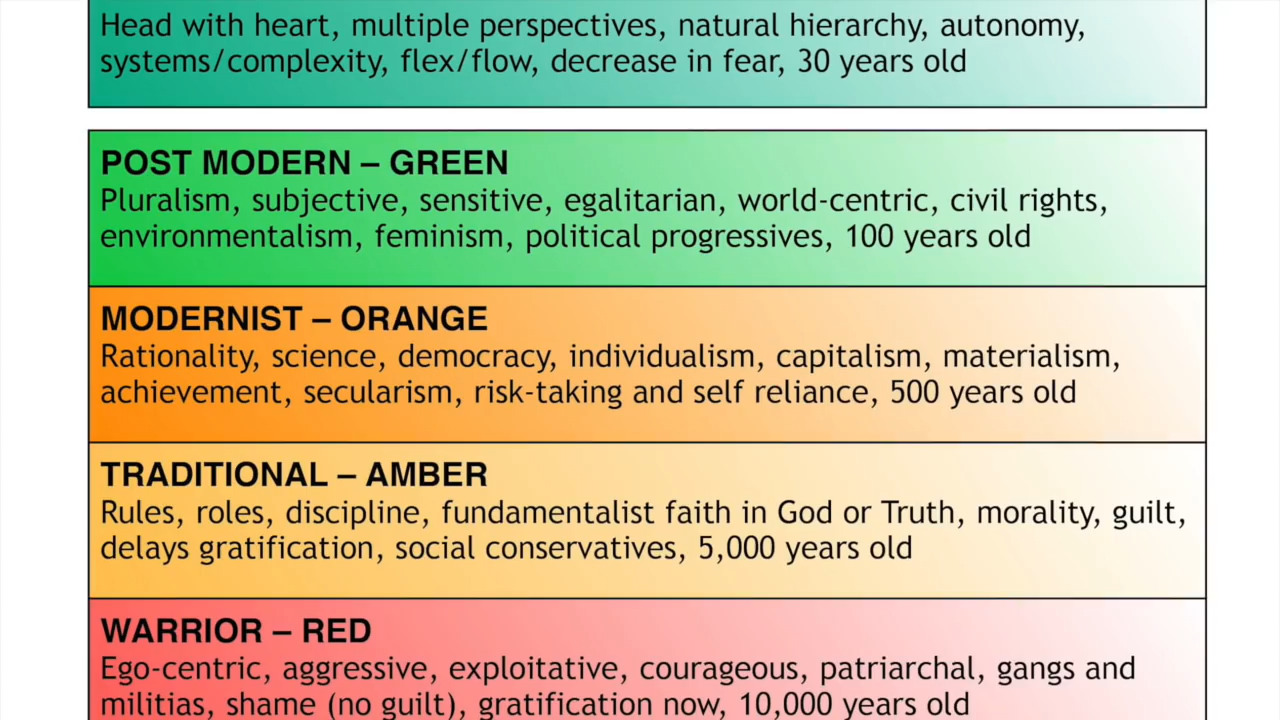 Head with heart, multiple perspectives, natural hierarchy, autonomy,
systems/complexity, flex/flow, decrease in fear, 30 years old
POST MODERN – GREEN
Pluralism, subjective, sensitive, egalitarian, world-centric, civil rights,
environmentalism, feminism, political progressives, 100 years old
MODERNIST – ORANGE
Rationality, science, democracy, individualism, capitalism, materialism,
achievement, secularism, risk-taking and self reliance, 500 years old
TRADITIONAL – AMBER
Rules, roles, discipline, fundamentalist faith in God or Truth, morality, guilt,
delays gratification, social conservatives, 5,000 years old
WARRIOR – RED
Ego-centric, aggressive, exploitative, courageous, patriarchal, gangs and
militias, shame (no guilt), gratification now, 10,000 years old